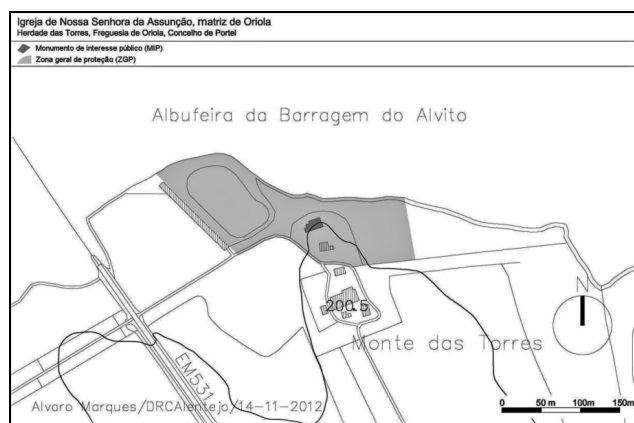 Igreja de Nossa Senhora da Assunção, matriz de Oriola
Herdade das Torres, Freguesia de Oriola, Concelho de Portel
Monumento de interesse público (MIP)
Zona geral de proteção (ZGP)
Albufeira da Barragem do Alvito
N
200.5
Monte das Torres
EM531
Alvaro Marques/DRCAlentejo/14-11-2012
0 50 m 100m 150m